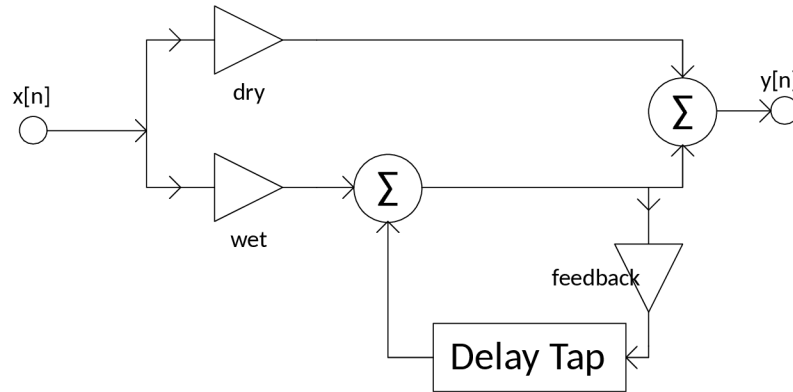 x[n]
dry
Σ
y[n]
Σ
wet
feedback
Delay Tap